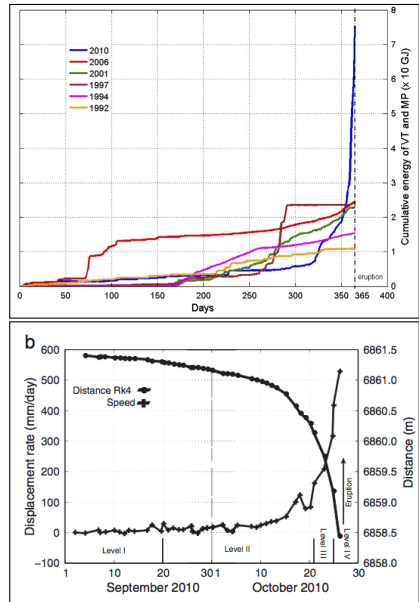 2010
2006
2001
1997
1994
1992
8
7
6
5
4
3
2
1
0
Cumulative energy of VT and MP (x 10 GJ)
eruption
0 50 100 150 200 250 300 350 365
Days
b
600
500
400
300
200
100
0
-100
Displacement rate (mm/day)
Distance Rk4
Speed
6861.5
6861.0
6860.5
6860.0
6859.5
6859.0
6858.5
6858.0
Distance (m)
Level I
Level II
Level III
Level IV
Eruption
1 10 20 30 1 10 20 30
September 2010 October 2010